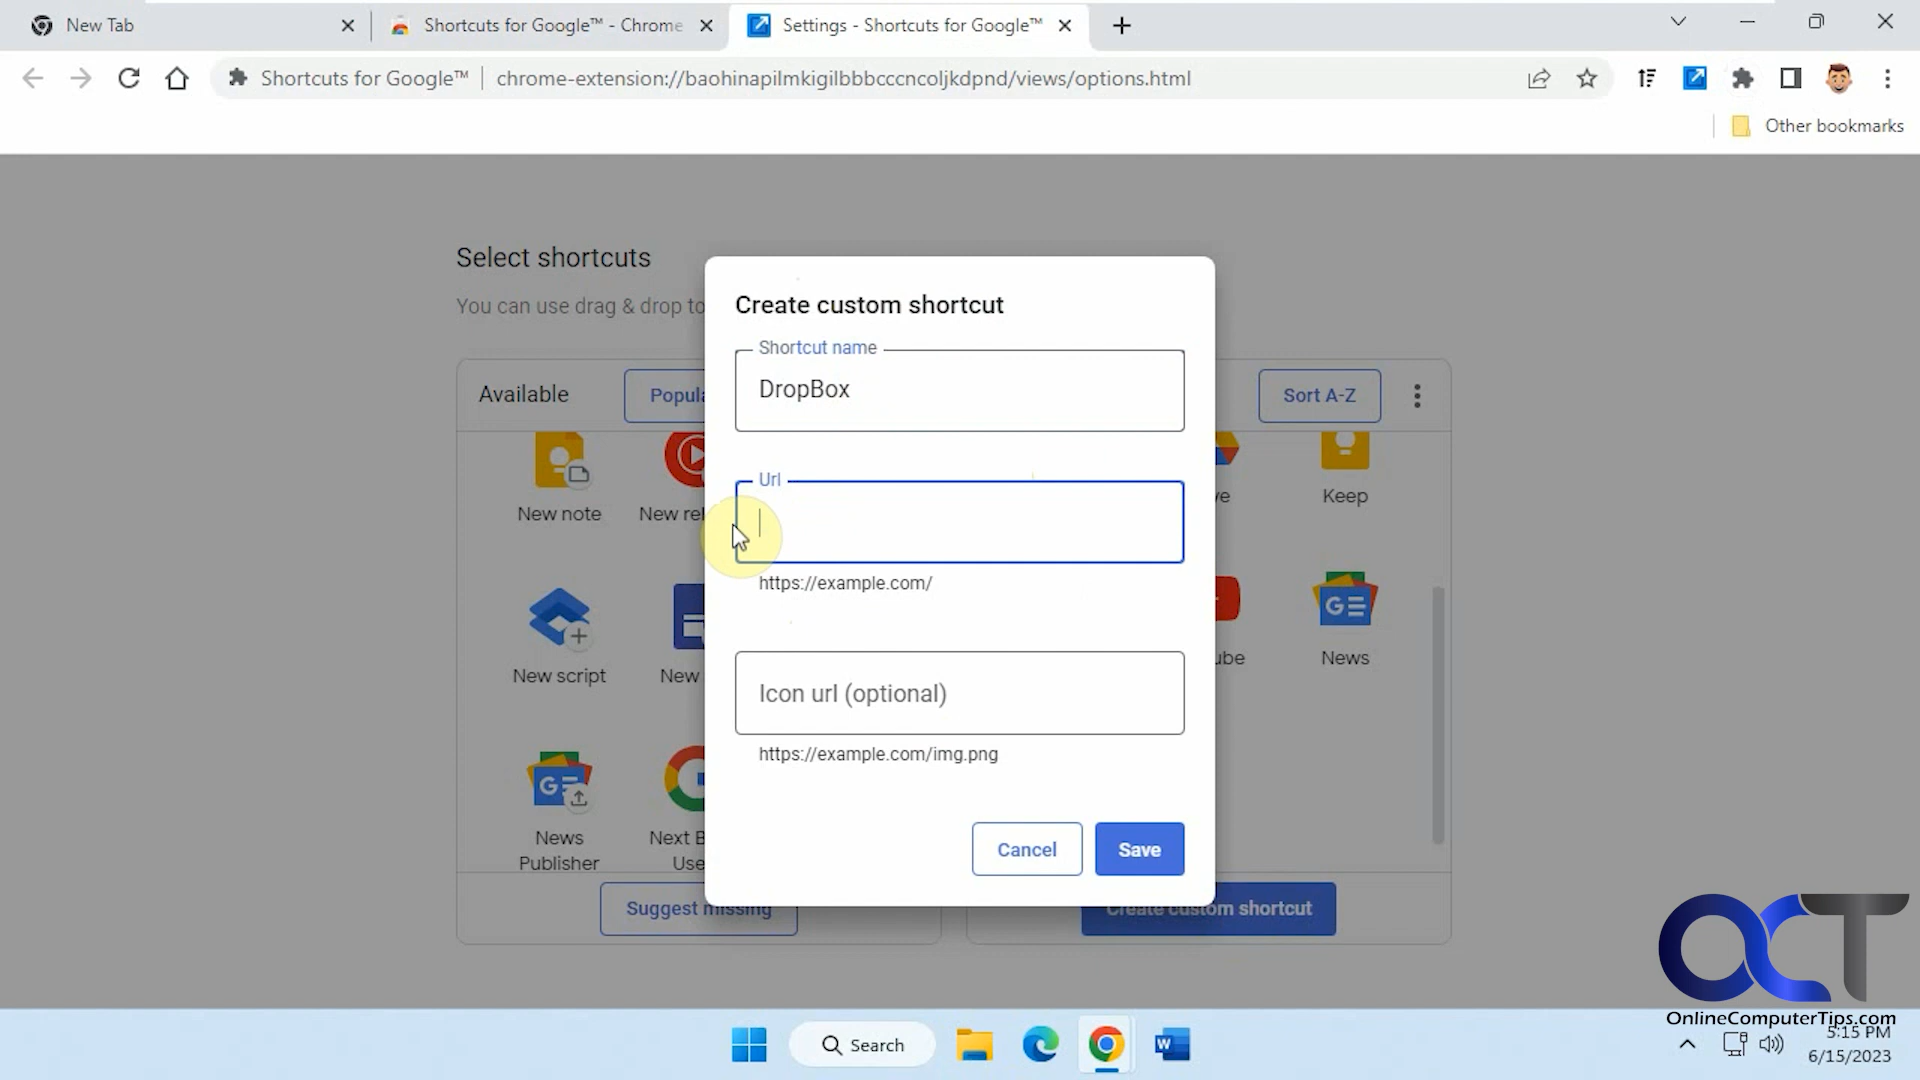 New Tab
Shortcuts for Google™ - Chrome
Settings - Shortcuts for Google™
Shortcuts for Google™
chrome-extension://baohinapilmkigilbbbcccncoljkdpnd/views/options.html
Other bookmarks
Select shortcuts
You can use drag & drop to
Create custom shortcut
Shortcut name
DropBox
Available
Popul
Sort A-Z
Url
https://example.com/
Icon url (optional)
https://example.com/img.png
Cancel
Save
New note
New rel
ve
Keep
New script
New
ube
News
News
Publisher
Next B
Use
Suggest missing
Create custom shortcut
OCT
OnlineComputerTips.com
Search
5:15 PM
6/15/2023